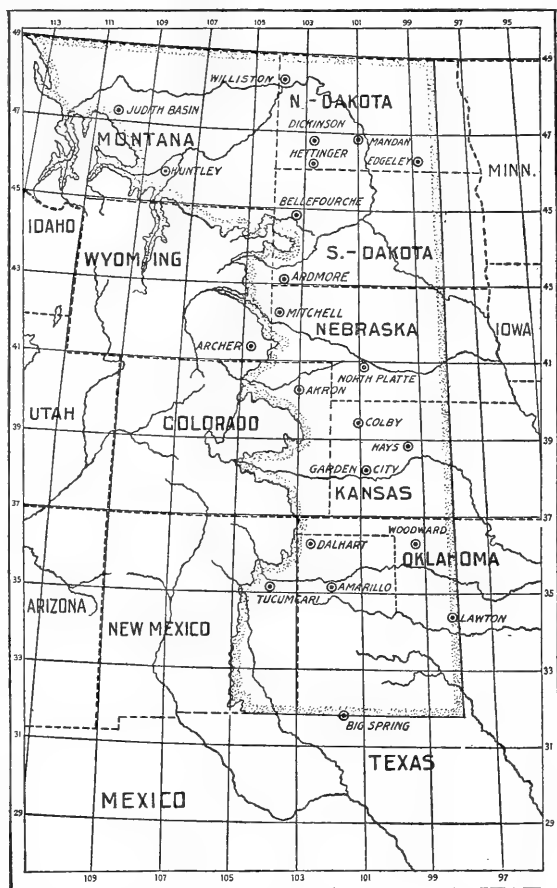 113 111 109 107 105 103 101 99 97 95
49 49
WILLISTON
N.-DAKOTA
47 JUDITH BASIN DICKINSON MANDAN 47
MONTANA HETTINGER EDGELEY
HUNTLEY MINN.
45 45
BELLEFOURCHE
IDAHO
WYOMING S.-DAKOTA
43 ARDMORE 43
MITCHELL
NEBRASKA IOWA
41 ARCHER 41
NORTH PLATTE
AKRON
UTAH COLORADO COLBY
39 HAYS 39
GARDEN CITY
KANSAS
37 37
WOODWARD
DALHART
OKLAHOMA
35 35
TUCUMCARI AMARILLO
ARIZONA
NEW MEXICO LAWTON
33 33
BIG SPRING
31 31
TEXAS
MEXICO
29 29
109 107 105 103 101 99 97